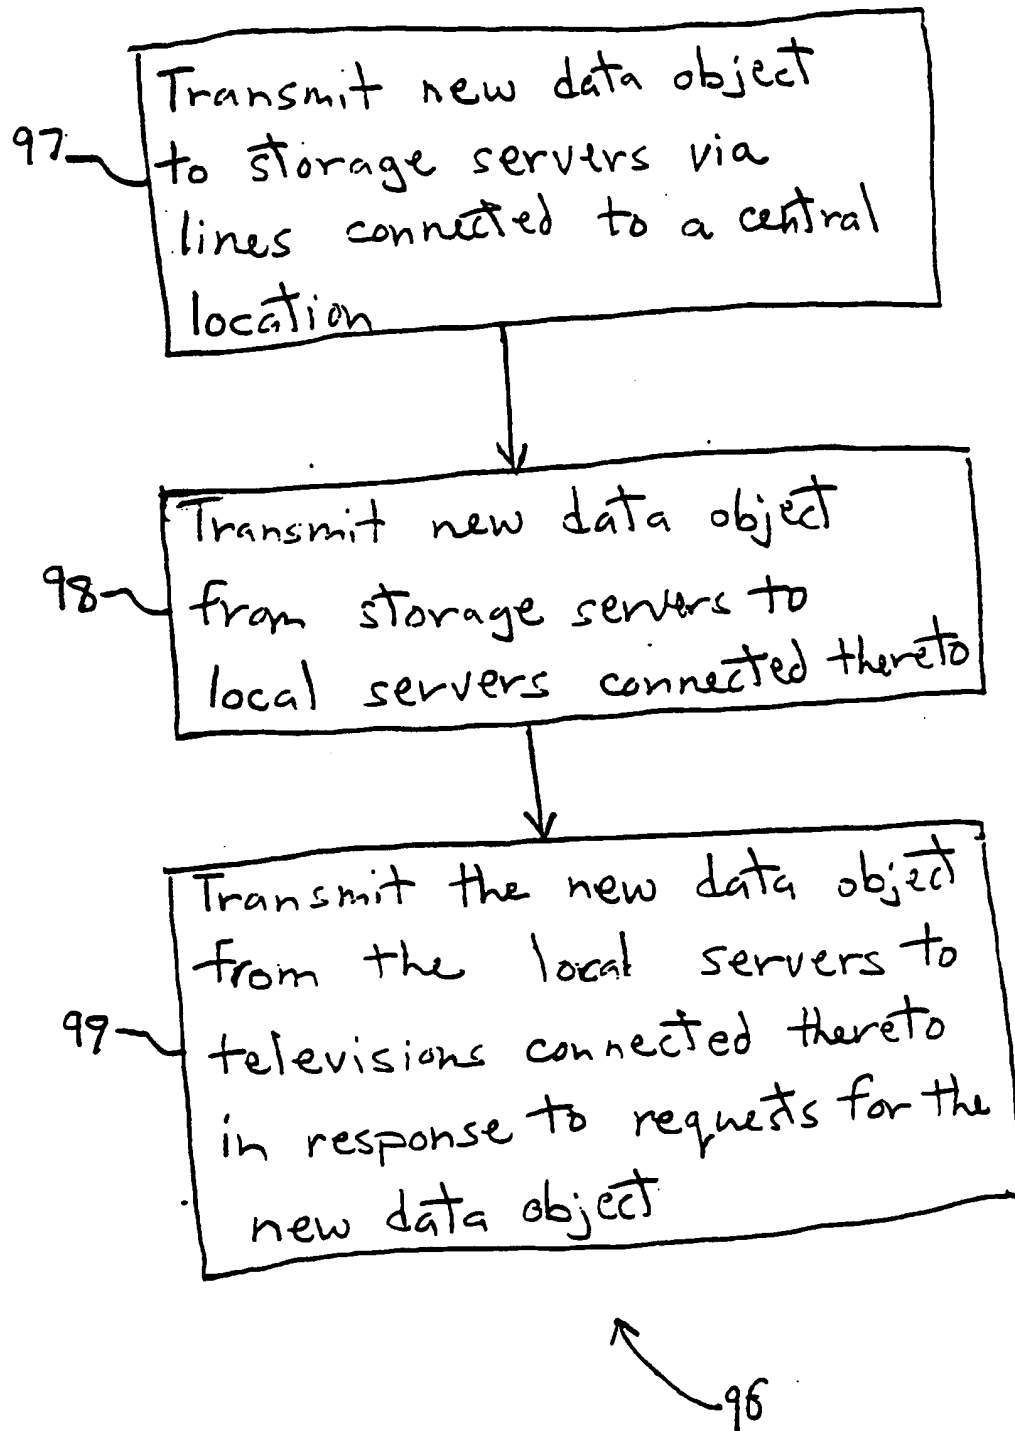 Transmit new data object
97
to storage servers via
lines connected to a central
location
Transmit new data object
98
from storage servers to
local servers connected thereto
Transmit the new data object
from the local servers to
99
televisions connected thereto
in response to requests for the
new data object
96